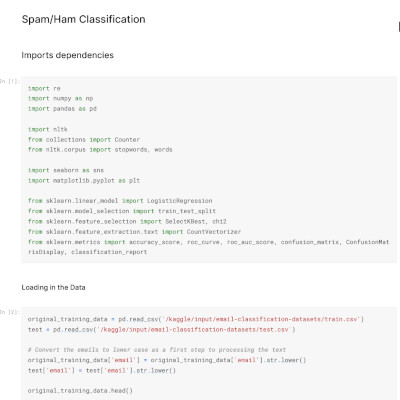 Spam/Ham Classification
Imports dependencies
In [1]:
import re
import numpy as np
import pandas as pd
import nltk
from collections import Counter
from nltk.corpus import stopwords, words
import seaborn as sns
import matplotlib.pyplot as plt
from sklearn.linear_model import LogisticRegression
from sklearn.model_selection import train_test_split
from sklearn.feature_selection import SelectKBest, chi2
from sklearn.feature_extraction.text import CountVectorizer
from sklearn.metrics import accuracy_score, roc_curve, roc_auc_score, confusion_matrix, ConfusionMat
rixDisplay, classification_report
Loading in the Data
In [2]:
original_training_data = pd.read_csv('/kaggle/input/email-classification-datasets/train.csv')
test = pd.read_csv('/kaggle/input/email-classification-datasets/test.csv')
# Convert the emails to lower case as a first step to processing the text
original_training_data['email'] = original_training_data['email'].str.lower()
test['email'] = test['email'].str.lower()
original_training_data.head()